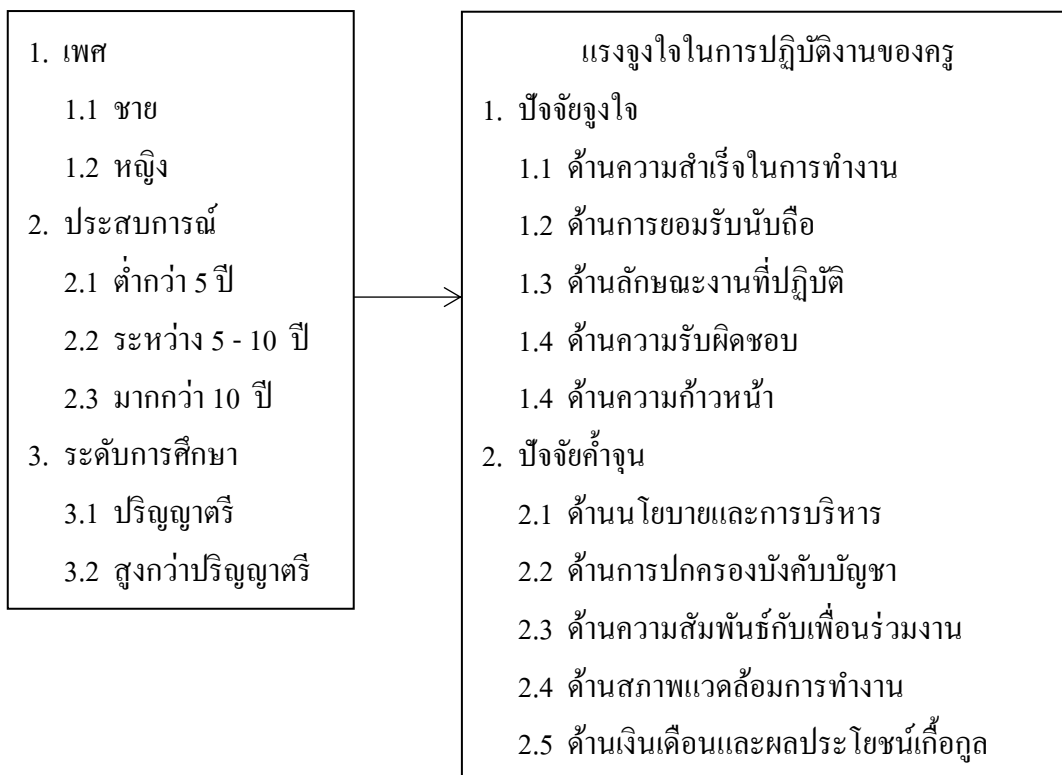 1. เพศ
1.1 ชาย
1.2 หญิง
2. ประสบการณ์
2.1 ต่ำกว่า 5 ปี
2.2 ระหว่าง 5 - 10 ปี
2.3 มากกว่า 10 ปี
3. ระดับการศึกษา
3.1 ปริญญาตรี
3.2 สูงกว่าปริญญาตรี
แรงจูงใจในการปฏิบัติงานของครู
1. ปัจจัยจูงใจ
1.1 ด้านความสำเร็จในการทำงาน
1.2 ด้านการยอมรับนับถือ
1.3 ด้านลักษณะงานที่ปฏิบัติ
1.4 ด้านความรับผิดชอบ
1.4 ด้านความก้าวหน้า
2. ปัจจัยค้ำจุน
2.1 ด้านนโยบายและการบริหาร
2.2 ด้านการปกครองบังคับบัญชา
2.3 ด้านความสัมพันธ์กับเพื่อนร่วมงาน
2.4 ด้านสภาพแวดล้อมการทำงาน
2.5 ด้านเงินเดือนและผลประโยชน์เกื้อกูล